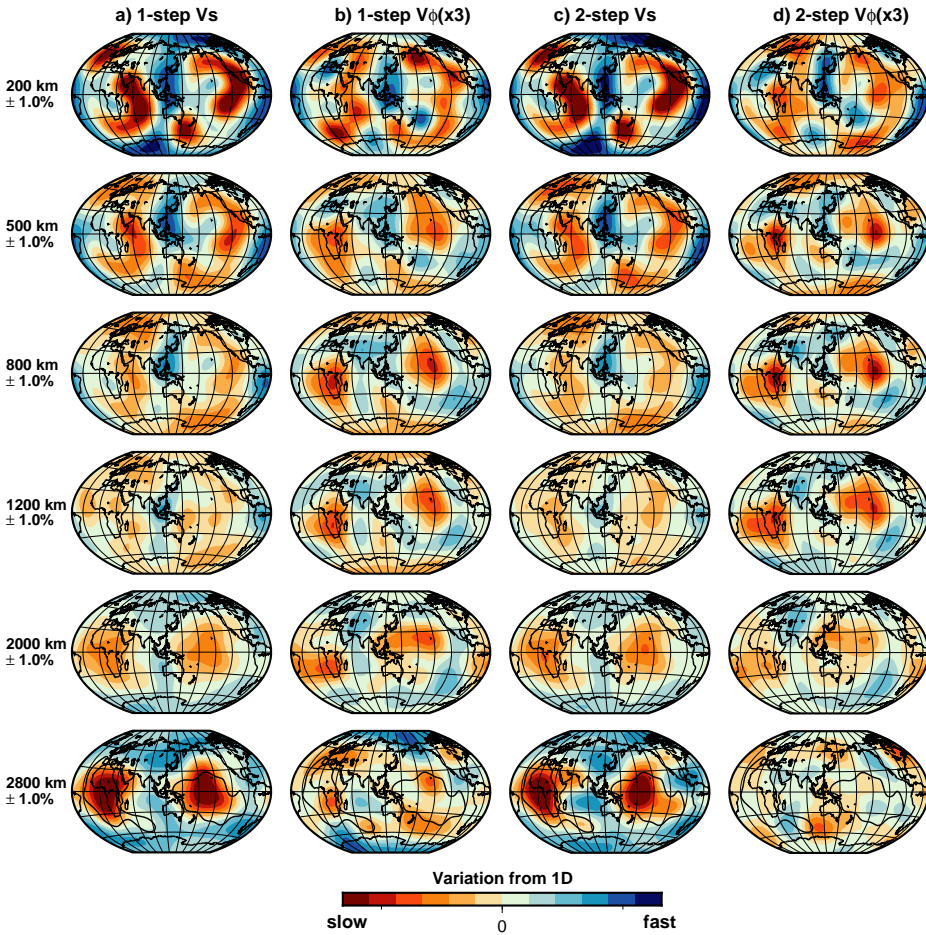 a) 1-step Vs
b) 1-step Vϕ(x3)
c) 2-step Vs
d) 2-step Vϕ(x3)
200 km
± 1.0%
500 km
± 1.0%
800 km
± 1.0%
1200 km
± 1.0%
2000 km
± 1.0%
2800 km
± 1.0%
Variation from 1D
slow
0
fast